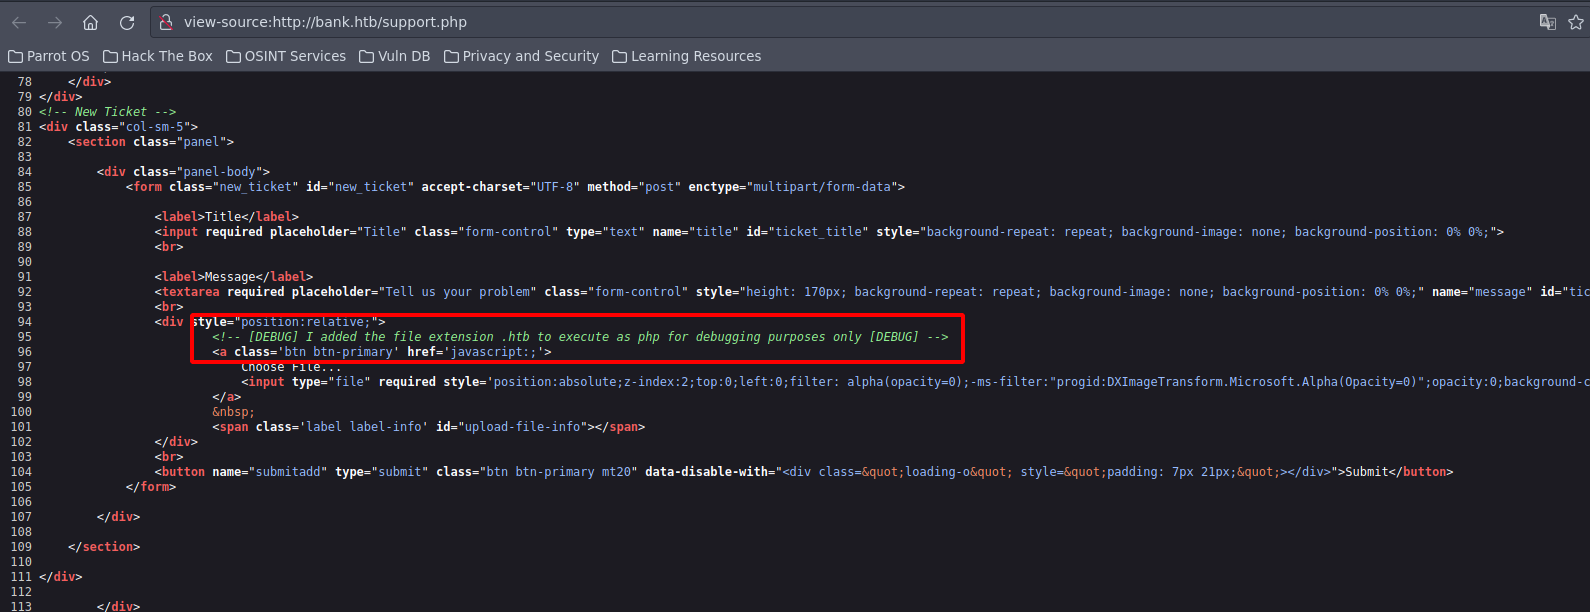 view-source:http://bank.htb/support.php
Parrot OS Hack The Box OSINT Services Vuln DB Privacy and Security Learning Resources
78 </div>
79 </div>
80 <!-- New Ticket -->
81 <div class="col-sm-5">
82 <section class="panel">
83
84 <div class="panel-body">
85 <form class="new_ticket" id="new_ticket" accept-charset="UTF-8" method="post" enctype="multipart/form-data">
86
87 <label>Title</label>
88 <input required placeholder="Title" class="form-control" type="text" name="title" id="ticket_title" style="background-repeat: repeat; background-image: none; background-position: 0% 0%;">
89 <br>
90
91 <label>Message</label>
92 <textarea required placeholder="Tell us your problem" class="form-control" style="height: 170px; background-repeat: repeat; background-image: none; background-position: 0% 0%;" name="message" id="tic
93 <br>
94 <div style="position:relative;">
95 <!-- [DEBUG] I added the file extension .htb to execute as php for debugging purposes only [DEBUG] -->
96 <a class='btn btn-primary' href='javascript:;'>
97 Choose File...
98 <input type="file" required style='position:absolute;z-index:2;top:0;left:0;filter: alpha(opacity=0);-ms-filter:"progid:DXImageTransform.Microsoft.Alpha(Opacity=0)";opacity:0;background-c
99 </a>
100 &nbsp;
101 <span class='label label-info' id="upload-file-info"></span>
102 </div>
103 <br>
104 <button name="submitadd" type="submit" class="btn btn-primary mt20" data-disable-with="<div class=&quot;loading-o&quot; style=&quot;padding: 7px 21px;&quot;></div>">Submit</button>
105 </form>
106
107 </div>
108
109 </section>
110
111 </div>
112
113 </div>